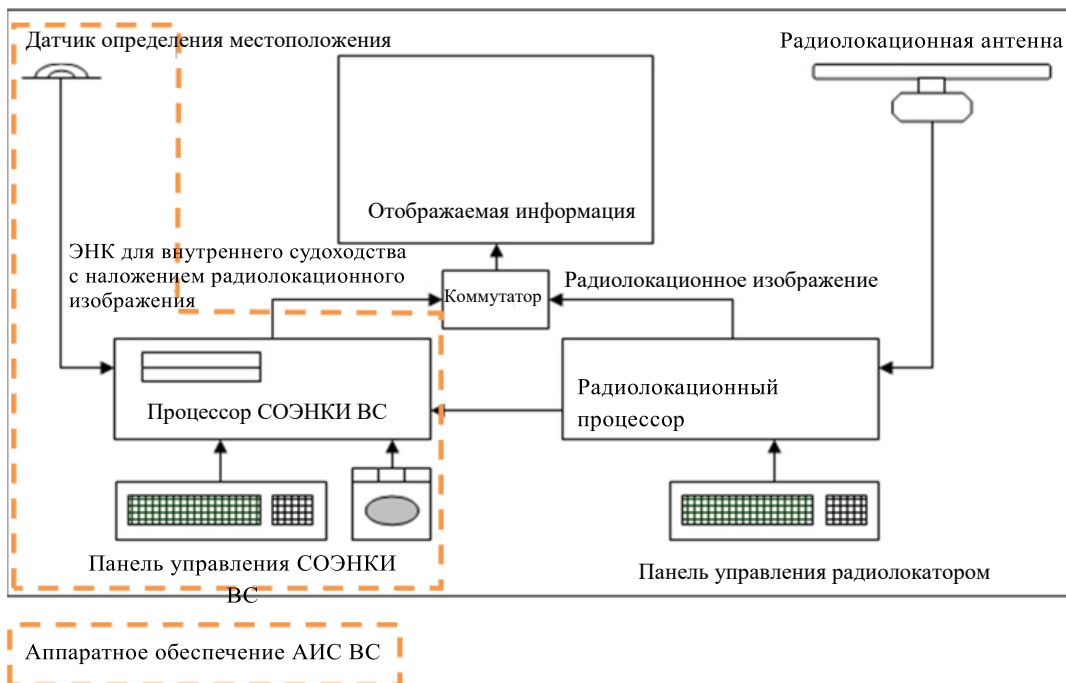 Датчик определения местоположения
Радиолокационная антенна
Отображаемая информация
ЭНК для внутреннего судоходства
с наложением радиолокационного
изображения
Коммутатор
Радиолокационное изображение
Процессор СОЭНКИ ВС
Радиолокационный
процессор
Панель управления СОЭНКИ
ВС
Панель управления радиолокатором
Аппаратное обеспечение АИС ВС